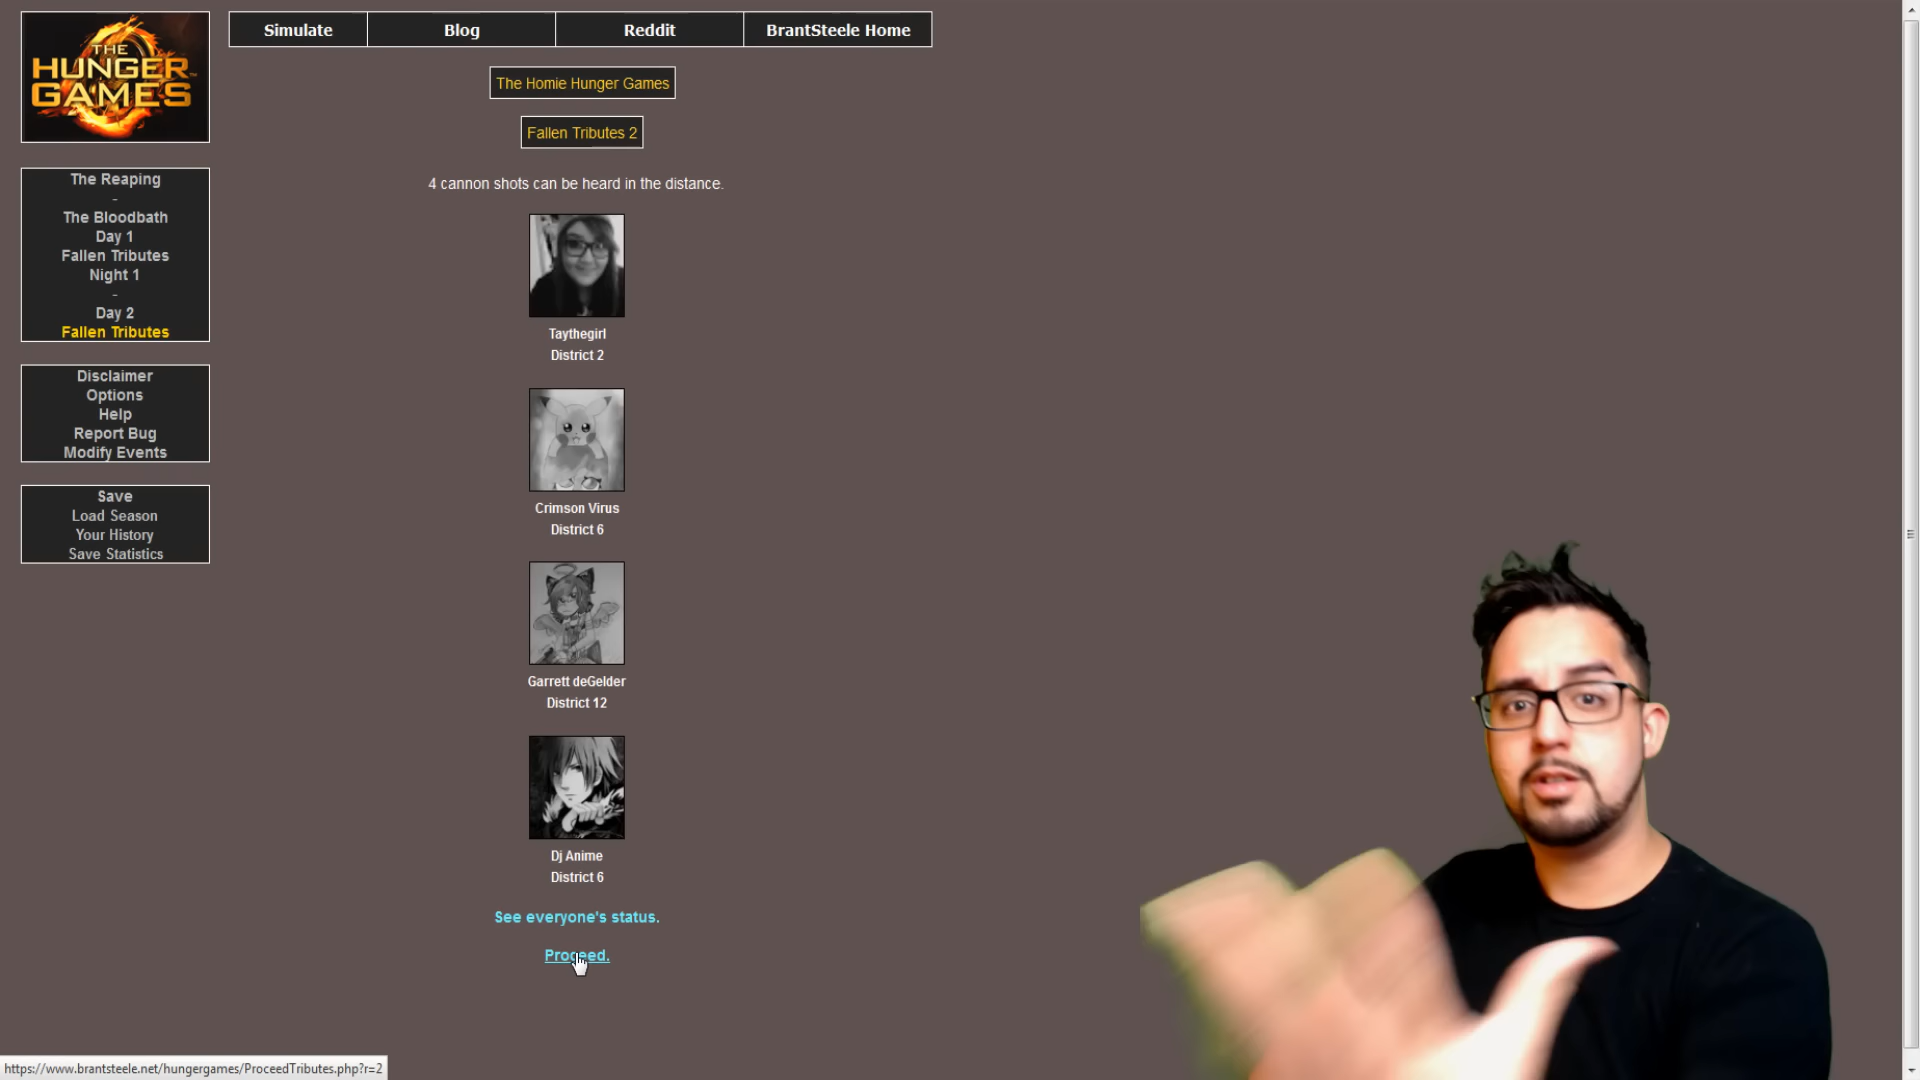 THE
HUNGER
GAMES
Simulate
Blog
Reddit
BrantSteele Home
The Homie Hunger Games
Fallen Tributes 2
4 cannon shots can be heard in the distance.
Taythegirl
District 2
Crimson Virus
District 6
Garrett deGelder
District 12
Dj Anime
District 6
See everyone's status.
Proceed.
The Reaping
-
The Bloodbath
Day 1
Fallen Tributes
Night 1
-
Day 2
Fallen Tributes
Disclaimer
Options
Help
Report Bug
Modify Events
Save
Load Season
Your History
Save Statistics
https://www.brantsteele.net/hungergames/ProceedTributes.php?r=2